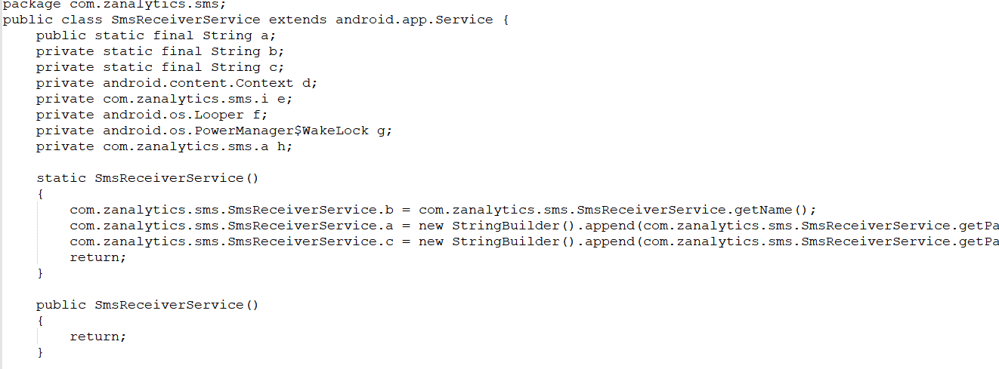 package com.zanalytics.sms;
public class SmsReceiverService extends android.app.Service {
    public static final String a;
    private static final String b;
    private static final String c;
    private android.content.Context d;
    private com.zanalytics.sms.i e;
    private android.os.Looper f;
    private android.os.PowerManager$WakeLock g;
    private com.zanalytics.sms.a h;
    static SmsReceiverService()
    {
        com.zanalytics.sms.SmsReceiverService.b = com.zanalytics.sms.SmsReceiverService.getName();
        com.zanalytics.sms.SmsReceiverService.a = new StringBuilder().append(com.zanalytics.sms.SmsReceiverService.getPa
        com.zanalytics.sms.SmsReceiverService.c = new StringBuilder().append(com.zanalytics.sms.SmsReceiverService.getPa
        return;
    }
    public SmsReceiverService()
    {
        return;
    }